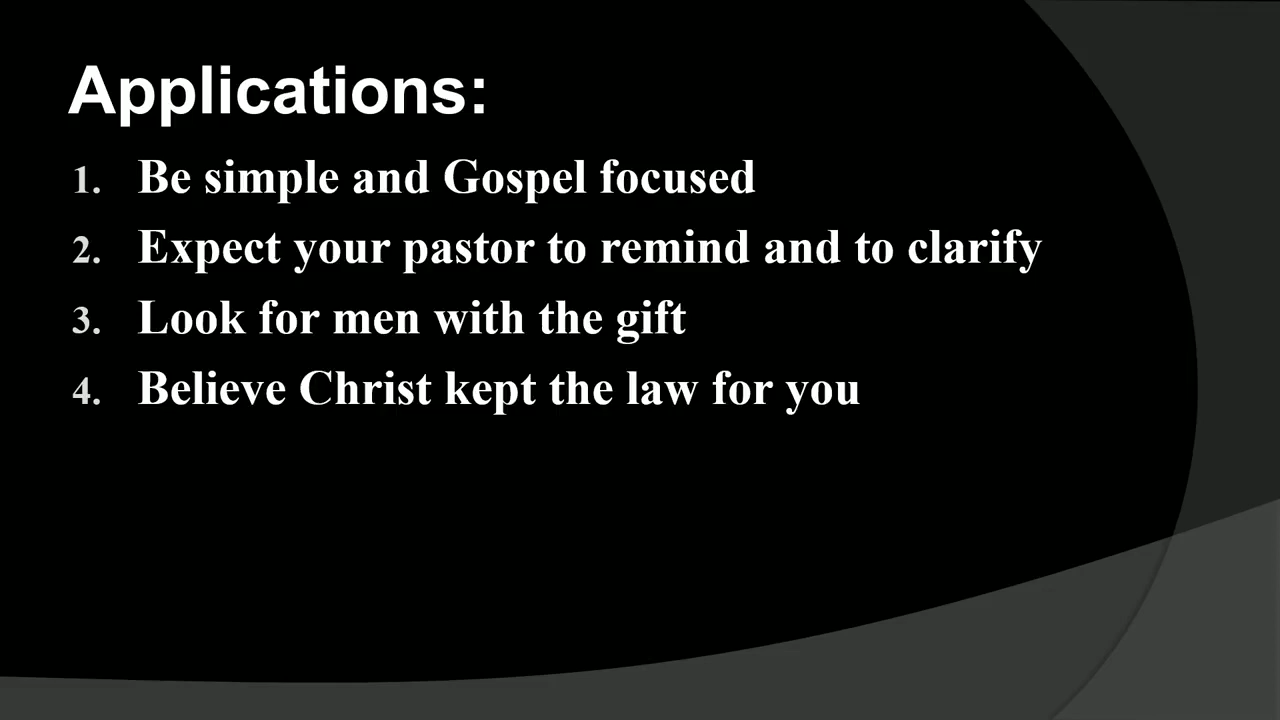 Applications:
1. Be simple and Gospel focused
2. Expect your pastor to remind and to clarify
3. Look for men with the gift
4. Believe Christ kept the law for you